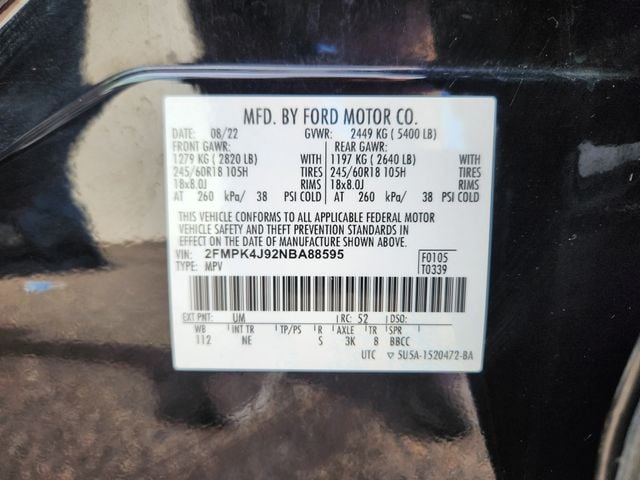 MFD. BY FORD MOTOR CO.
DATE: 08/22 GVWR: 2449 KG ( 5400 LB)
FRONT GAWR: REAR GAWR:
1279 KG ( 2820 LB) WITH 1197 KG ( 2640 LB) WITH
245/60R18 105H TIRES 245/60R18 105H TIRES
18x8.0J RIMS 18x8.0J RIMS
AT 260 kPa/ 38 PSI COLD AT 260 kPa/ 38 PSI COLD
THIS VEHICLE CONFORMS TO ALL APPLICABLE FEDERAL MOTOR
VEHICLE SAFETY AND THEFT PREVENTION STANDARDS IN
EFFECT ON THE DATE OF MANUFACTURE SHOWN ABOVE.
VIN: 2FMPK4J92NBA88595 F0105
TYPE: MPV T0339
EXT PNT: UM RC: 52 DSO:
WB INT TR TP/PS R AXLE TR SPR
112 NE S 3K 8 BBCC
UTC ▽ 5U5A-1520472-BA